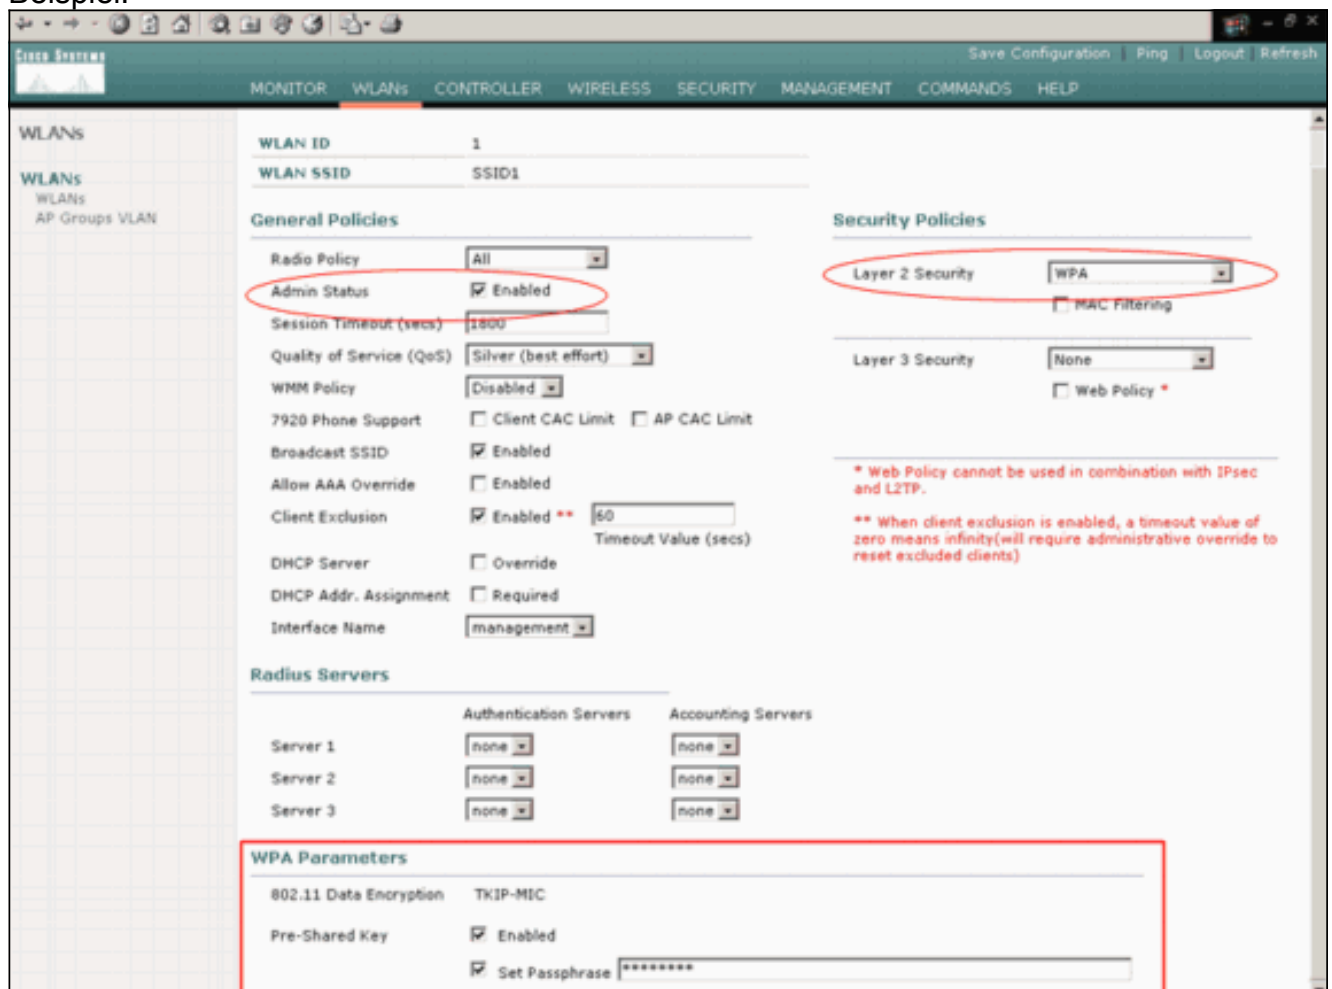 Beispiel:
Cisco Systems
Save Configuration | Ping | Logout | Refresh
MONITOR WLANs CONTROLLER WIRELESS SECURITY MANAGEMENT COMMANDS HELP
WLANs
WLANs
WLANs
AP Groups VLAN
WLAN ID 1
WLAN SSID SSID1
General Policies
Radio Policy All
Admin Status Enabled
Session Timeout (secs) 1800
Quality of Service (QoS) Silver (best effort)
WMM Policy Disabled
7920 Phone Support Client CAC Limit AP CAC Limit
Broadcast SSID Enabled
Allow AAA Override Enabled
Client Exclusion Enabled ** 60
Timeout Value (secs)
DHCP Server Override
DHCP Addr. Assignment Required
Interface Name management
Security Policies
Layer 2 Security WPA
MAC Filtering
Layer 3 Security None
Web Policy *
* Web Policy cannot be used in combination with IPsec
and L2TP.
** When client exclusion is enabled, a timeout value of
zero means infinity(will require administrative override to
reset excluded clients)
Radius Servers
Authentication Servers Accounting Servers
Server 1 none none
Server 2 none none
Server 3 none none
WPA Parameters
802.11 Data Encryption TKIP-MIC
Pre-Shared Key Enabled
Set Passphrase ********